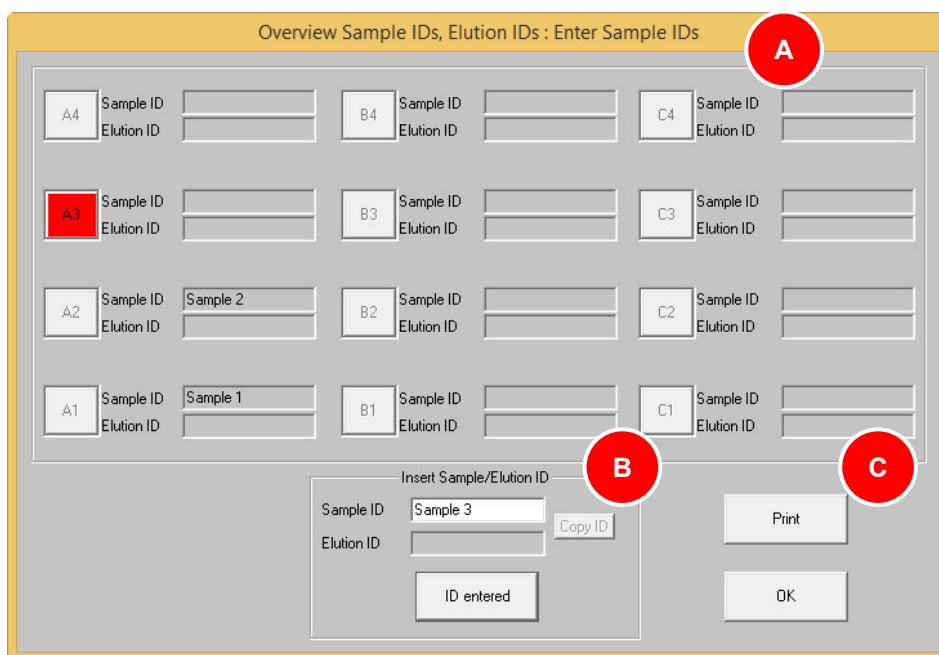 Overview Sample IDs, Elution IDs : Enter Sample IDs
A
A4 Sample ID B4 Sample ID C4 Sample ID
Elution ID Elution ID Elution ID
A3 Sample ID B3 Sample ID C3 Sample ID
Elution ID Elution ID Elution ID
A2 Sample ID Sample 2 B2 Sample ID C2 Sample ID
Elution ID Elution ID Elution ID
A1 Sample ID Sample 1 B1 Sample ID C1 Sample ID
Elution ID Elution ID Elution ID
B
C
Insert Sample/Elution ID
Sample ID Sample 3
Copy ID
Elution ID
ID entered
Print
OK